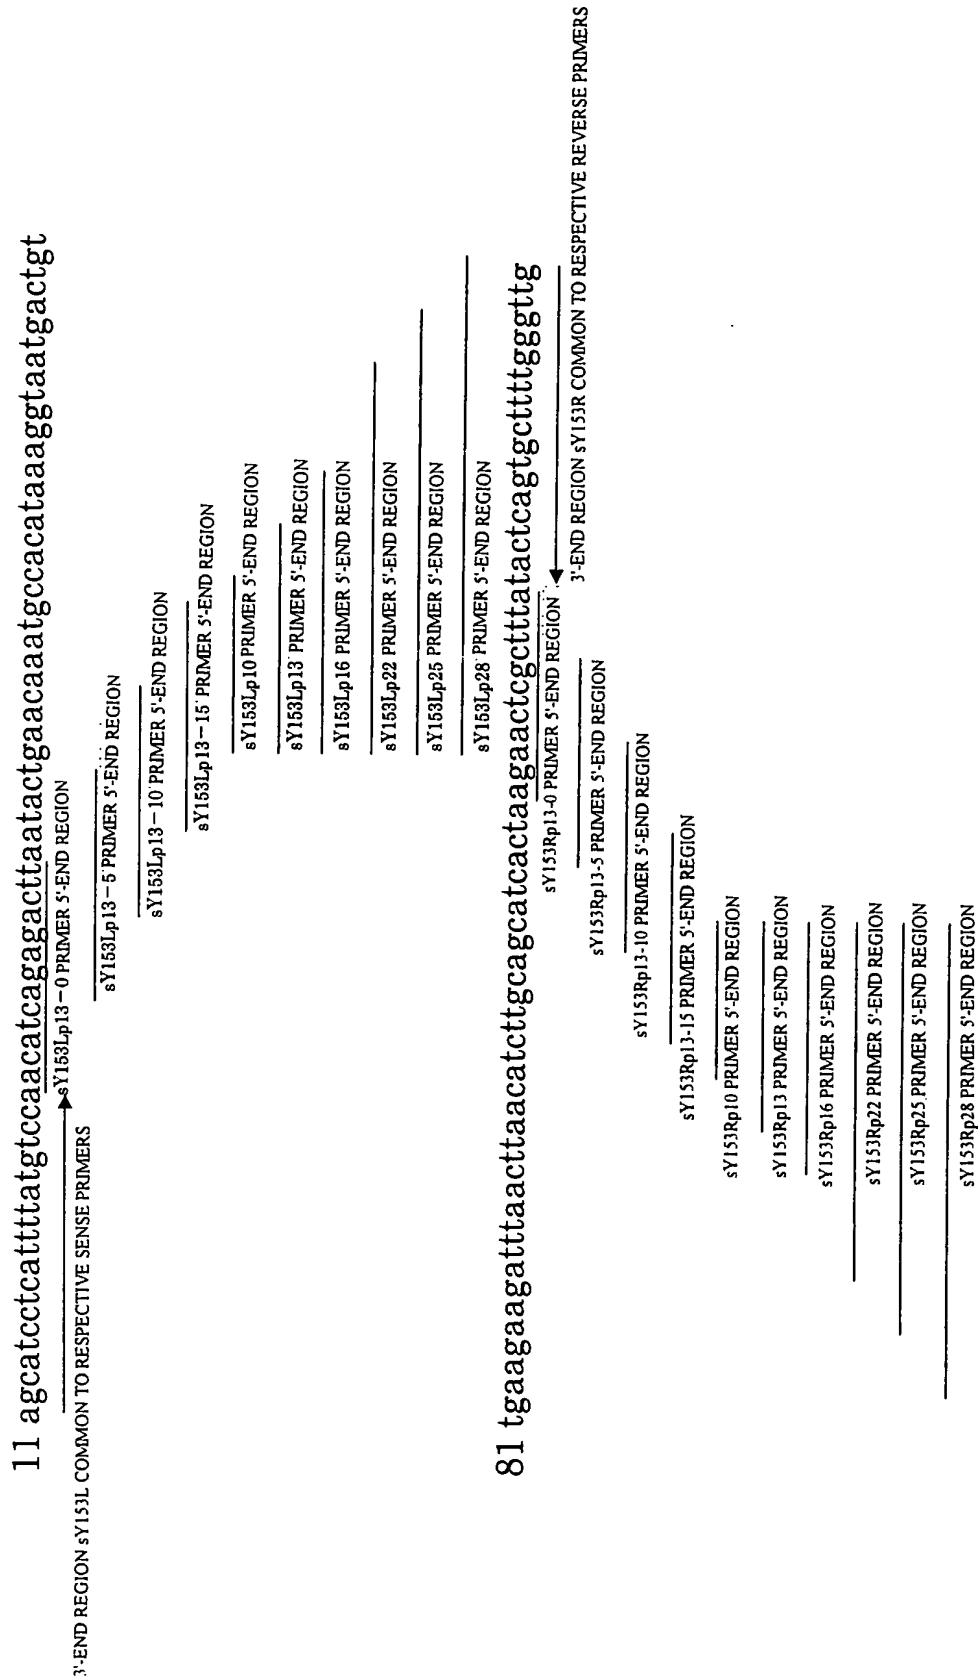 11 agcatcctcatttatgtccaacatcagagacttaatactgaacaaatgccacataaaggtaatgactgt
sY153Lp13-0 PRIMER 5'-END REGION
3'-END REGION sY153L COMMON TO RESPECTIVE SENSE PRIMERS
sY153Lp13-5 PRIMER 5'-END REGION
sY153Lp13-10 PRIMER 5'-END REGION
sY153Lp13-15 PRIMER 5'-END REGION
sY153Lp10 PRIMER 5'-END REGION
sY153Lp13 PRIMER 5'-END REGION
sY153Lp16 PRIMER 5'-END REGION
sY153Lp22 PRIMER 5'-END REGION
sY153Lp25 PRIMER 5'-END REGION
sY153Lp28 PRIMER 5'-END REGION
81 tgaagaagatttaacttaacatcttgcagcatcactaagaactcgctttatactcagtgcttttgggttg
sY153Rp13-0 PRIMER 5'-END REGION
3'-END REGION sY153R COMMON TO RESPECTIVE REVERSE PRIMERS
sY153Rp13-5 PRIMER 5'-END REGION
sY153Rp13-10 PRIMER 5'-END REGION
sY153Rp13-15 PRIMER 5'-END REGION
sY153Rp10 PRIMER 5'-END REGION
sY153Rp13 PRIMER 5'-END REGION
sY153Rp16 PRIMER 5'-END REGION
sY153Rp22 PRIMER 5'-END REGION
sY153Rp25 PRIMER 5'-END REGION
sY153Rp28 PRIMER 5'-END REGION